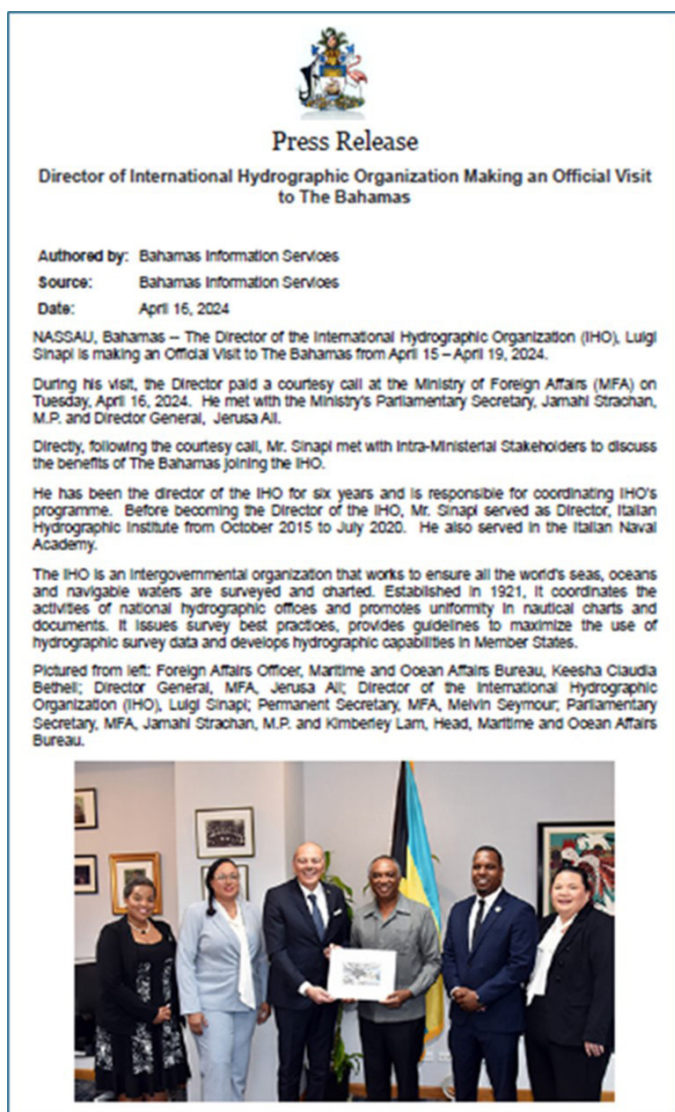 Press Release
Director of International Hydrographic Organization Making an Official Visit
to The Bahamas
Authored by: Bahamas Information Services
Source: Bahamas Information Services
Date: April 16, 2024
NASSAU, Bahamas – The Director of the International Hydrographic Organization (IHO), Luigi
Sinapi is making an Official Visit to The Bahamas from April 15 – April 19, 2024.
During his visit, the Director paid a courtesy call at the Ministry of Foreign Affairs (MFA) on
Tuesday, April 16, 2024. He met with the Ministry's Parliamentary Secretary, Jamahl Strachan,
M.P. and Director General, Jerusa Ali.
Directly, following the courtesy call, Mr. Sinapi met with Intra-Ministerial Stakeholders to discuss
the benefits of The Bahamas joining the IHO.
He has been the director of the IHO for six years and is responsible for coordinating IHO's
programme. Before becoming the Director of the IHO, Mr. Sinapi served as Director, Italian
Hydrographic Institute from October 2015 to July 2020. He also served in the Italian Naval
Academy.
The IHO is an intergovernmental organization that works to ensure all the world's seas, oceans
and navigable waters are surveyed and charted. Established in 1921, it coordinates the
activities of national hydrographic offices and promotes uniformity in nautical charts and
documents. It issues survey best practices, provides guidelines to maximize the use of
hydrographic survey data and develops hydrographic capabilities in Member States.
Pictured from left: Foreign Affairs Officer, Maritime and Ocean Affairs Bureau, Keesha Claudia
Bethell; Director General, MFA, Jerusa Ali; Director of the International Hydrographic
Organization (IHO), Luigi Sinapi; Permanent Secretary, MFA, Melvin Seymour; Parliamentary
Secretary, MFA, Jamahl Strachan, M.P. and Kimberley Lam, Head, Maritime and Ocean Affairs
Bureau.